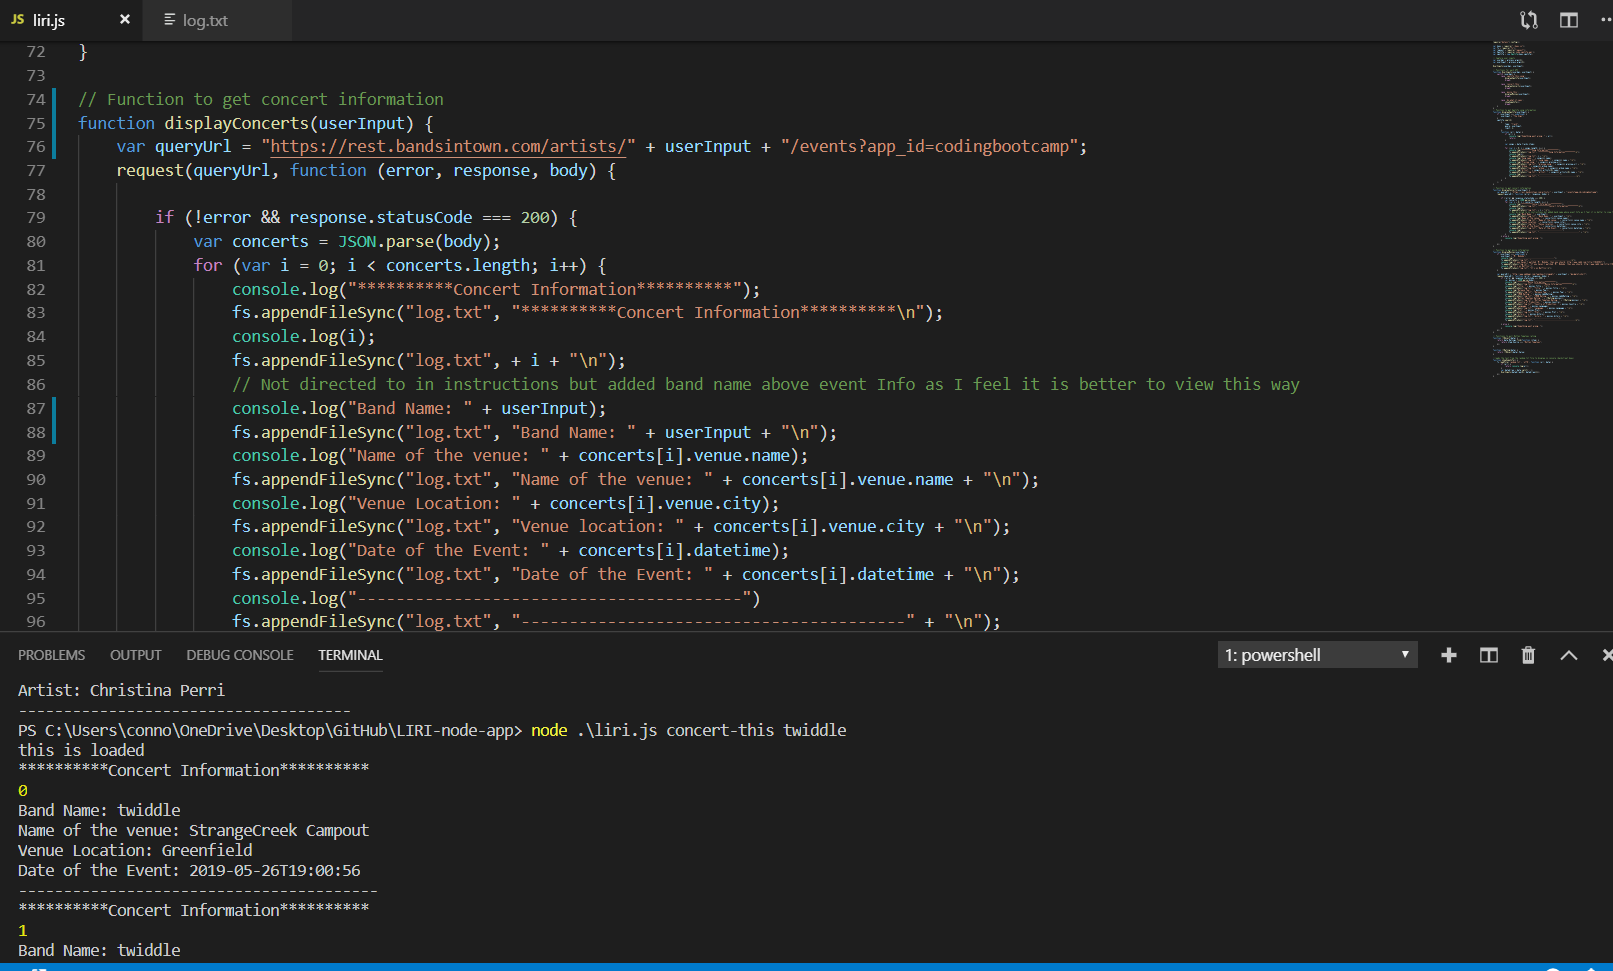 JS liri.js × log.txt
72 }
73
74 // Function to get concert information
75 function displayConcerts(userInput) {
76 var queryUrl = "https://rest.bandsintown.com/artists/" + userInput + "/events?app_id=codingbootcamp";
77 request(queryUrl, function (error, response, body) {
78
79 if (!error && response.statusCode === 200) {
80 var concerts = JSON.parse(body);
81 for (var i = 0; i < concerts.length; i++) {
82 console.log("**********Concert Information**********");
83 fs.appendFileSync("log.txt", "**********Concert Information**********\n");
84 console.log(i);
85 fs.appendFileSync("log.txt", + i + "\n");
86 // Not directed to in instructions but added band name above event Info as I feel it is better to view this way
87 console.log("Band Name: " + userInput);
88 fs.appendFileSync("log.txt", "Band Name: " + userInput + "\n");
89 console.log("Name of the venue: " + concerts[i].venue.name);
90 fs.appendFileSync("log.txt", "Name of the venue: " + concerts[i].venue.name + "\n");
91 console.log("Venue Location: " + concerts[i].venue.city);
92 fs.appendFileSync("log.txt", "Venue location: " + concerts[i].venue.city + "\n");
93 console.log("Date of the Event: " + concerts[i].datetime);
94 fs.appendFileSync("log.txt", "Date of the Event: " + concerts[i].datetime + "\n");
95 console.log("----------------------------------------")
96 fs.appendFileSync("log.txt", "----------------------------------------" + "\n");
PROBLEMS OUTPUT DEBUG CONSOLE TERMINAL 1: powershell
Artist: Christina Perri
-------------------------------------
PS C:\Users\conno\OneDrive\Desktop\GitHub\LIRI-node-app> node .\liri.js concert-this twiddle
this is loaded
**********Concert Information**********
0
Band Name: twiddle
Name of the venue: StrangeCreek Campout
Venue Location: Greenfield
Date of the Event: 2019-05-26T19:00:56
----------------------------------------
**********Concert Information**********
1
Band Name: twiddle